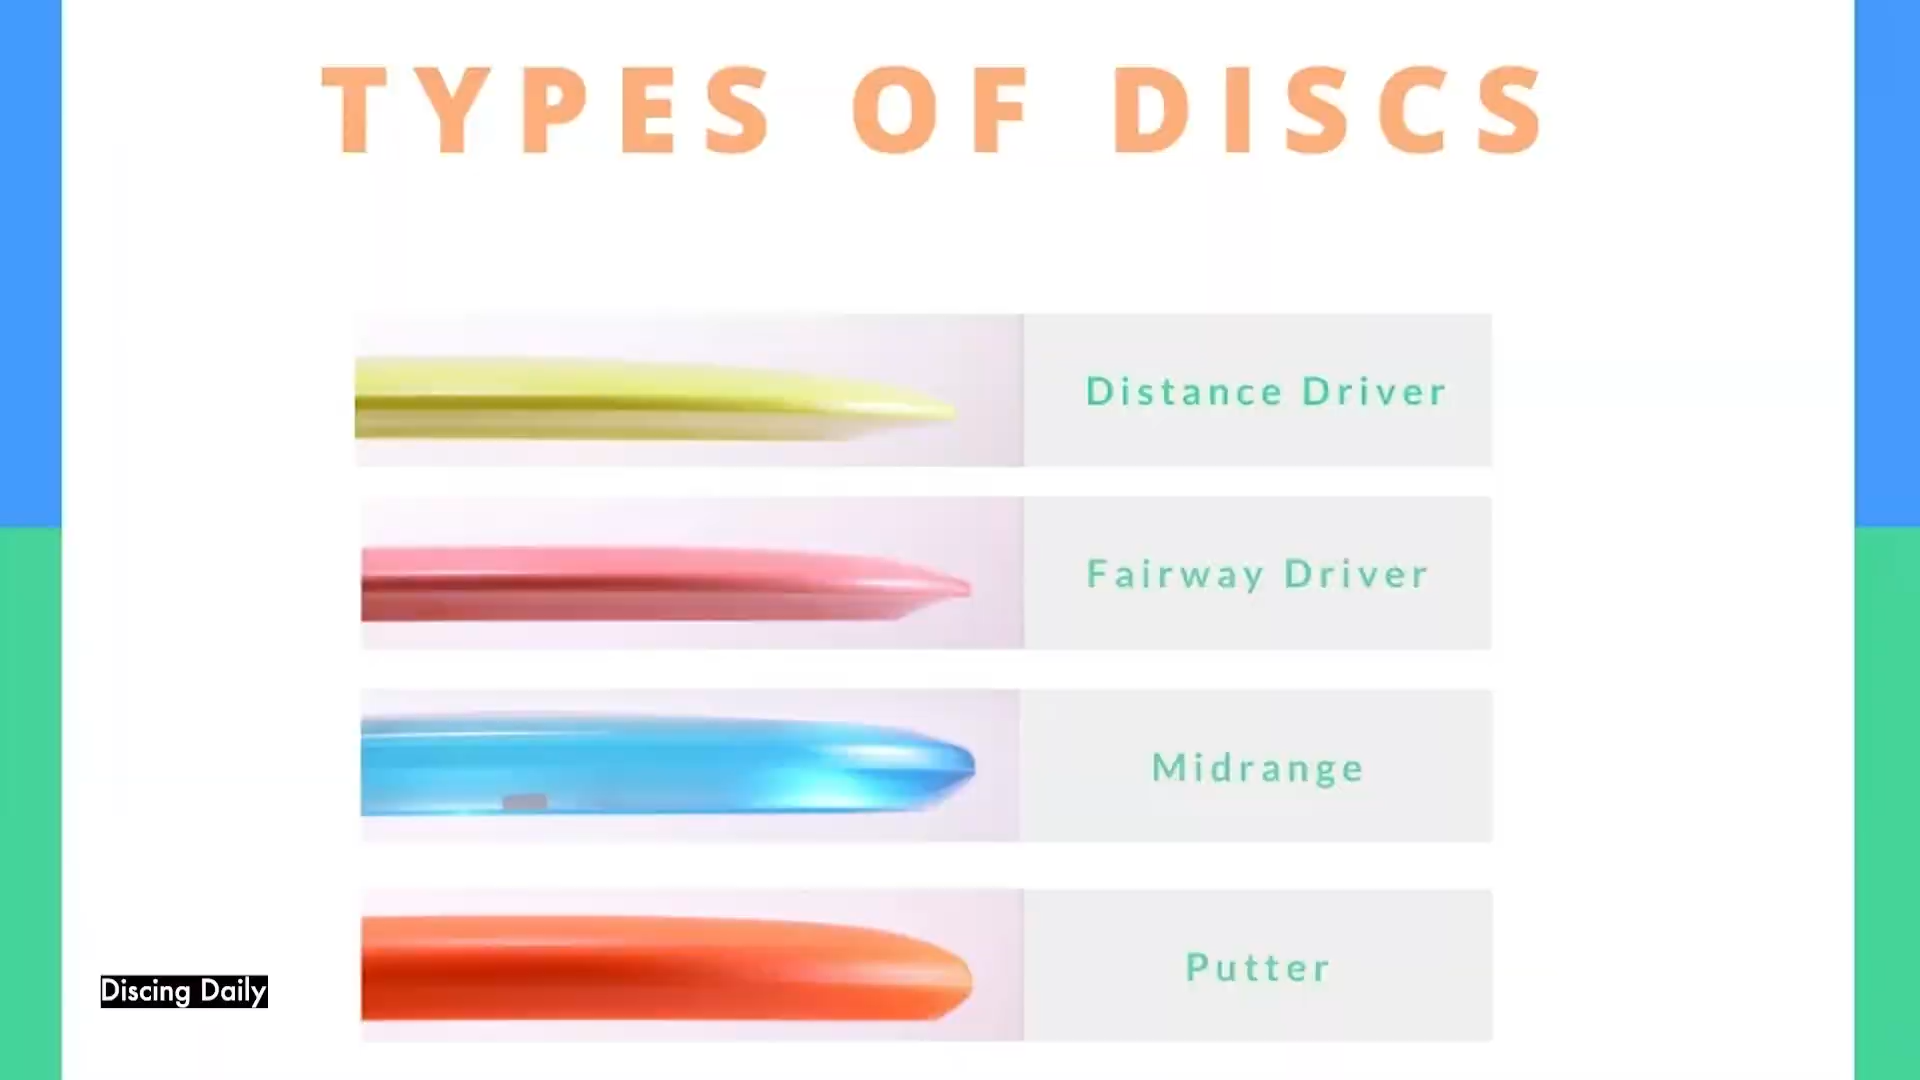 TYPES OF DISCS
Distance Driver
Fairway Driver
Midrange
Putter
Discing Daily